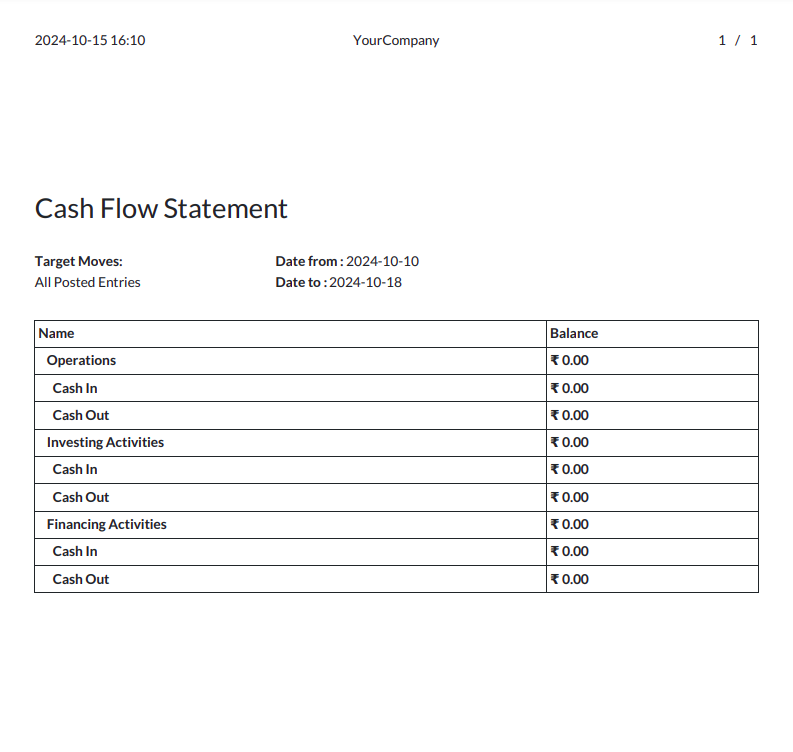 2024-10-15 16:10 YourCompany 1 / 1
Cash Flow Statement
Target Moves: Date from : 2024-10-10
All Posted Entries Date to : 2024-10-18
Name Balance
Operations ₹ 0.00
Cash In ₹ 0.00
Cash Out ₹ 0.00
Investing Activities ₹ 0.00
Cash In ₹ 0.00
Cash Out ₹ 0.00
Financing Activities ₹ 0.00
Cash In ₹ 0.00
Cash Out ₹ 0.00